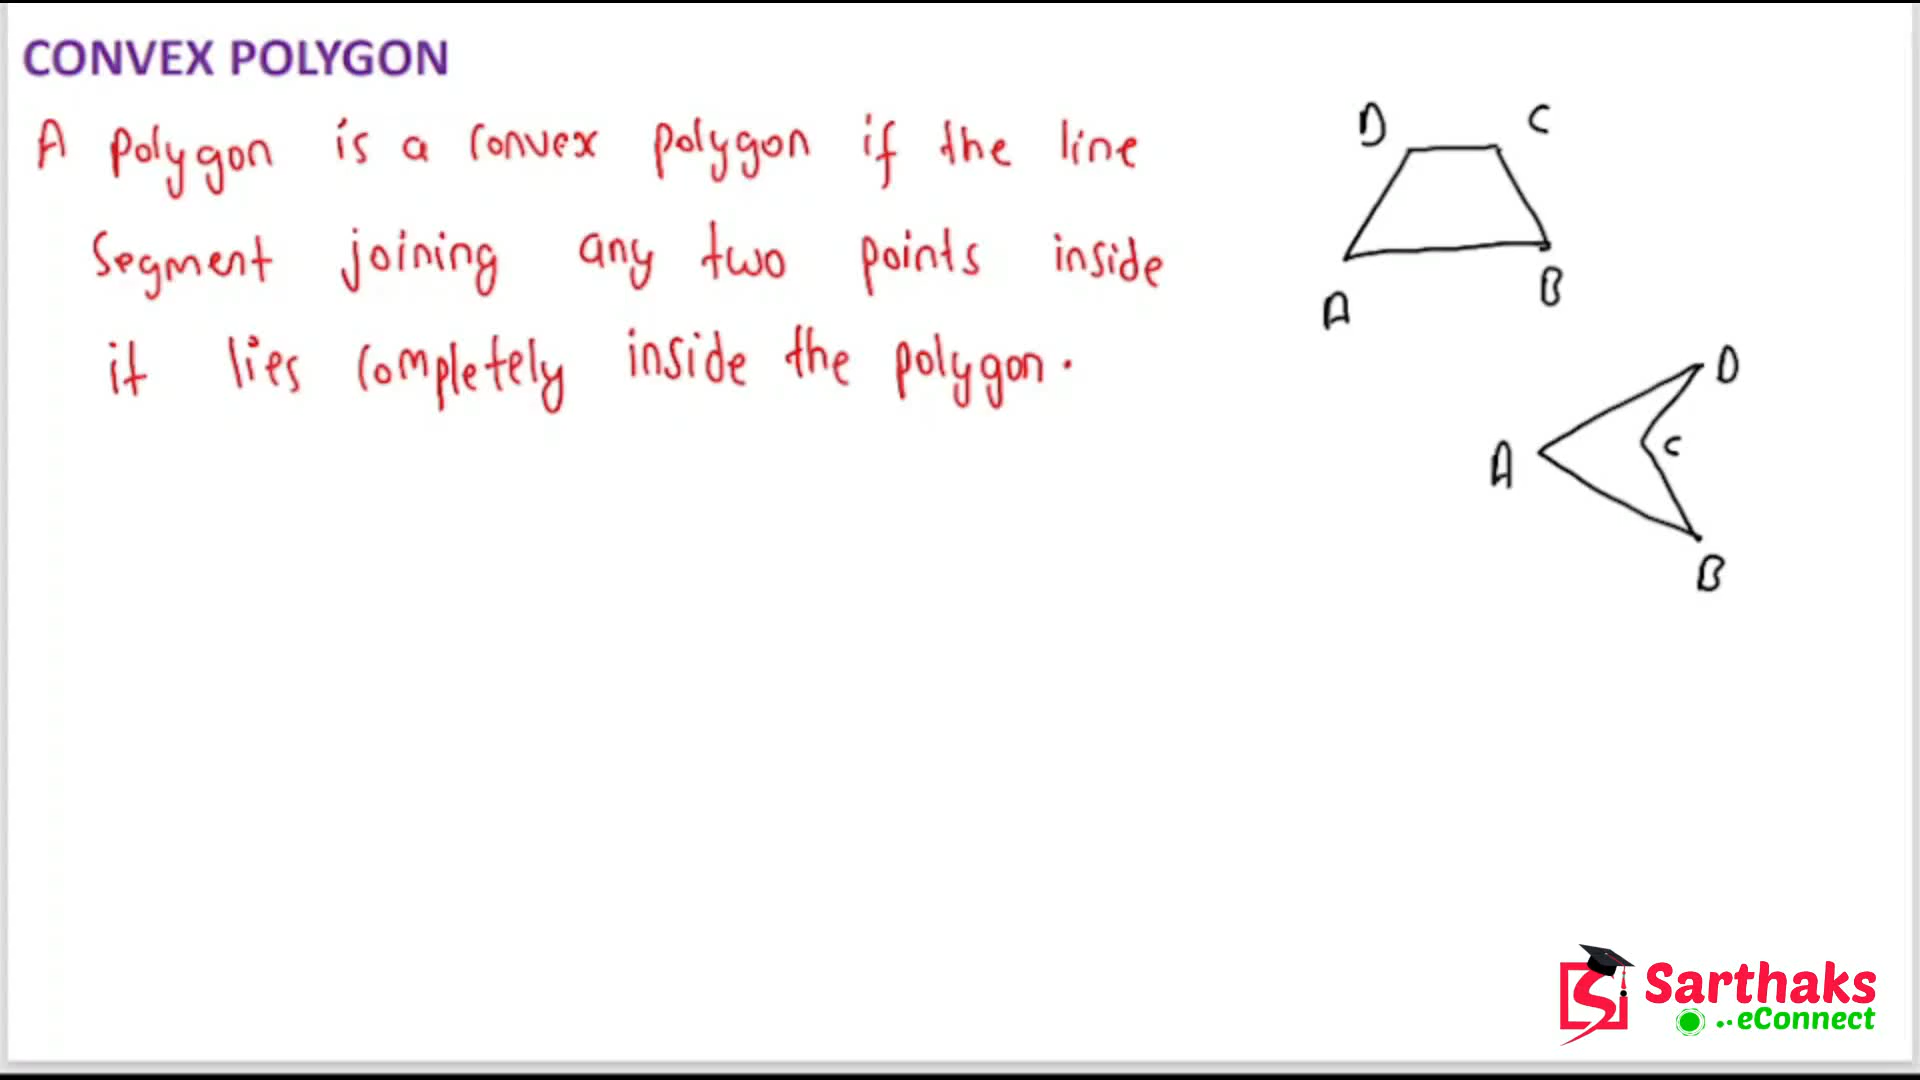 CONVEX POLYGON
A polygon is a convex polygon if the line
segment joining any two points inside
it lies completely inside the polygon.
D C
A B
D
A C
B
Sarthaks
eConnect